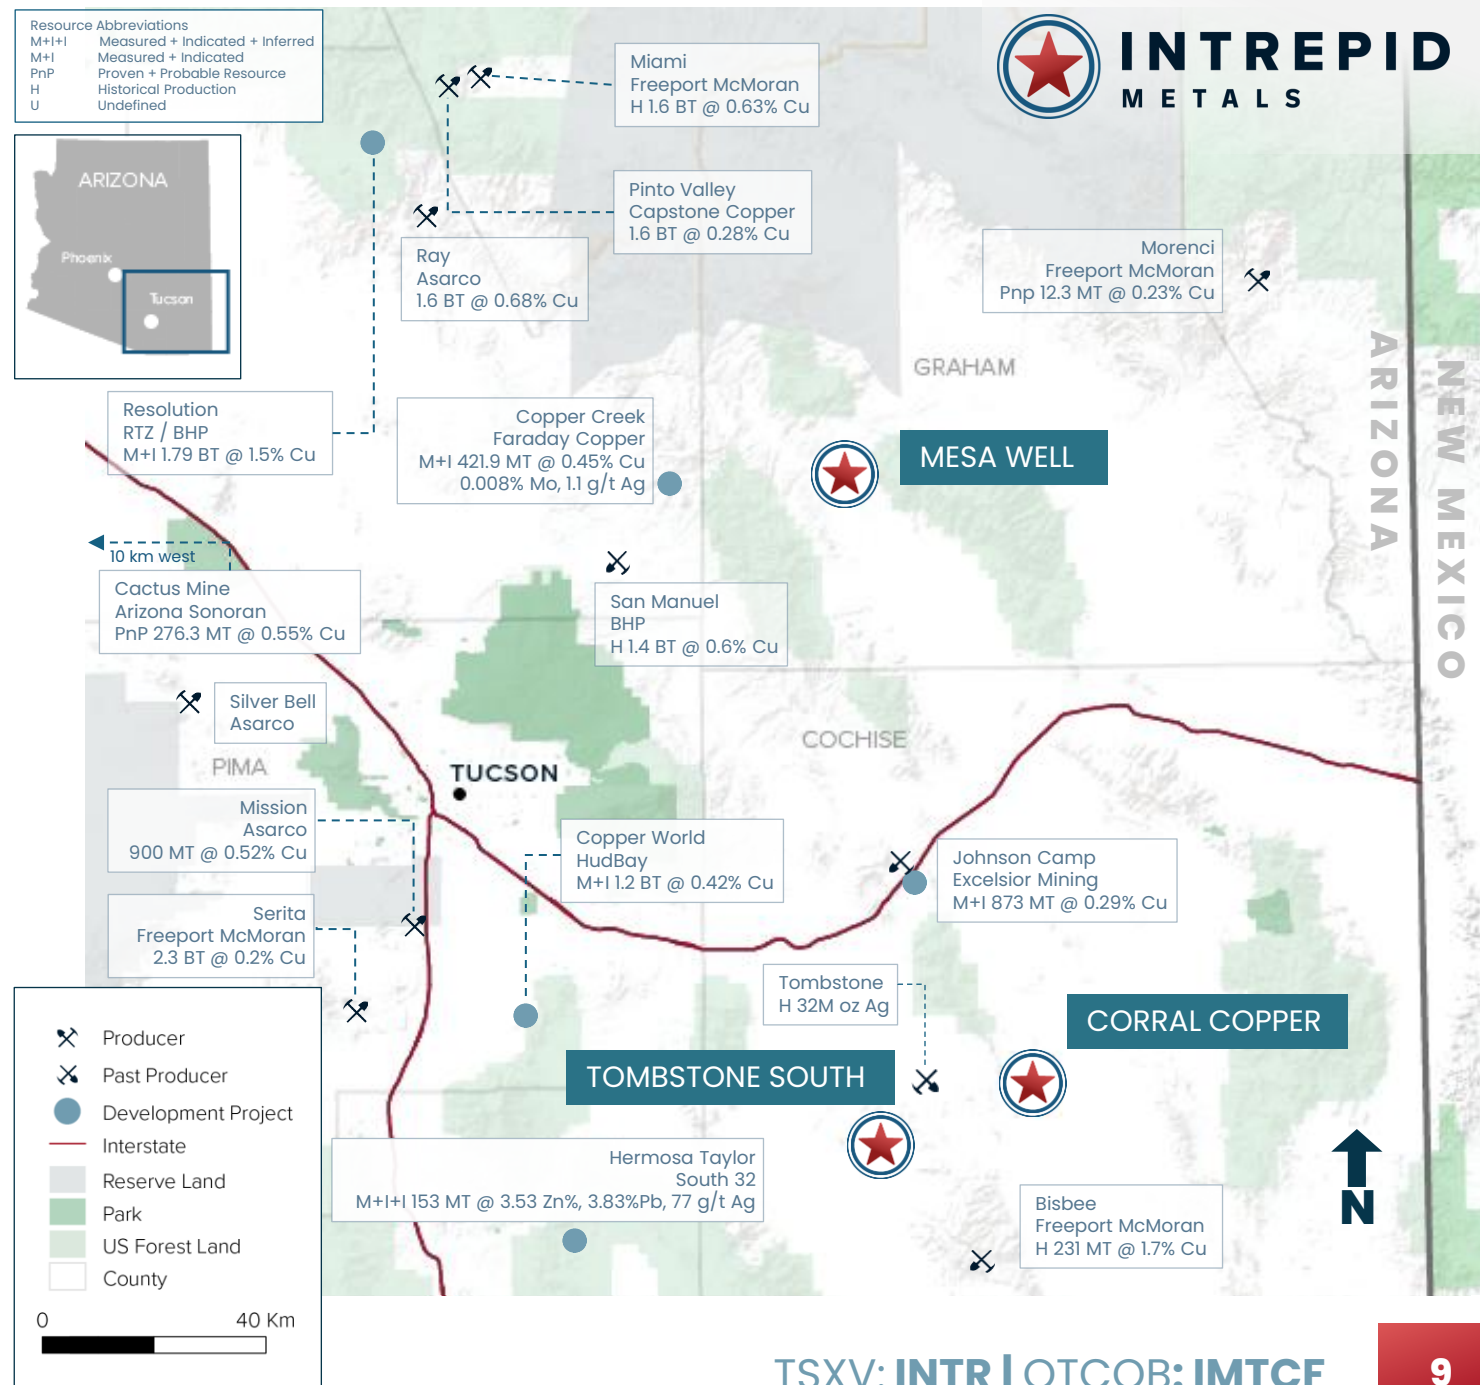 Resource Abbreviations
M+I+I Measured + Indicated + Inferred
M+I Measured + Indicated
PnP Proven + Probable Resource
H Historical Production
U Undefined
INTREPID
METALS
ARIZONA
Phoenix
Tucson
Miami
Freeport McMoran
H 1.6 BT @ 0.63% Cu
Pinto Valley
Capstone Copper
1.6 BT @ 0.28% Cu
Ray
Asarco
1.6 BT @ 0.68% Cu
Morenci
Freeport McMoran
Pnp 12.3 MT @ 0.23% Cu
GRAHAM
ARIZONA
NEW MEXICO
Resolution
RTZ / BHP
M+I 1.79 BT @ 1.5% Cu
Copper Creek
Faraday Copper
M+I 421.9 MT @ 0.45% Cu
0.008% Mo, 1.1 g/t Ag
MESA WELL
10 km west
Cactus Mine
Arizona Sonoran
PnP 276.3 MT @ 0.55% Cu
San Manuel
BHP
H 1.4 BT @ 0.6% Cu
Silver Bell
Asarco
PIMA
TUCSON
COCHISE
Mission
Asarco
900 MT @ 0.52% Cu
Copper World
HudBay
M+I 1.2 BT @ 0.42% Cu
Johnson Camp
Excelsior Mining
M+I 873 MT @ 0.29% Cu
Serita
Freeport McMoran
2.3 BT @ 0.2% Cu
Tombstone
H 32M oz Ag
CORRAL COPPER
TOMBSTONE SOUTH
Hermosa Taylor
South 32
M+I+I 153 MT @ 3.53 Zn%, 3.83%Pb, 77 g/t Ag
Bisbee
Freeport McMoran
H 231 MT @ 1.7% Cu
N
Producer
Past Producer
Development Project
Interstate
Reserve Land
Park
US Forest Land
County
0 40 Km
TSXV: INTR | OTCQB: IMTCF
9